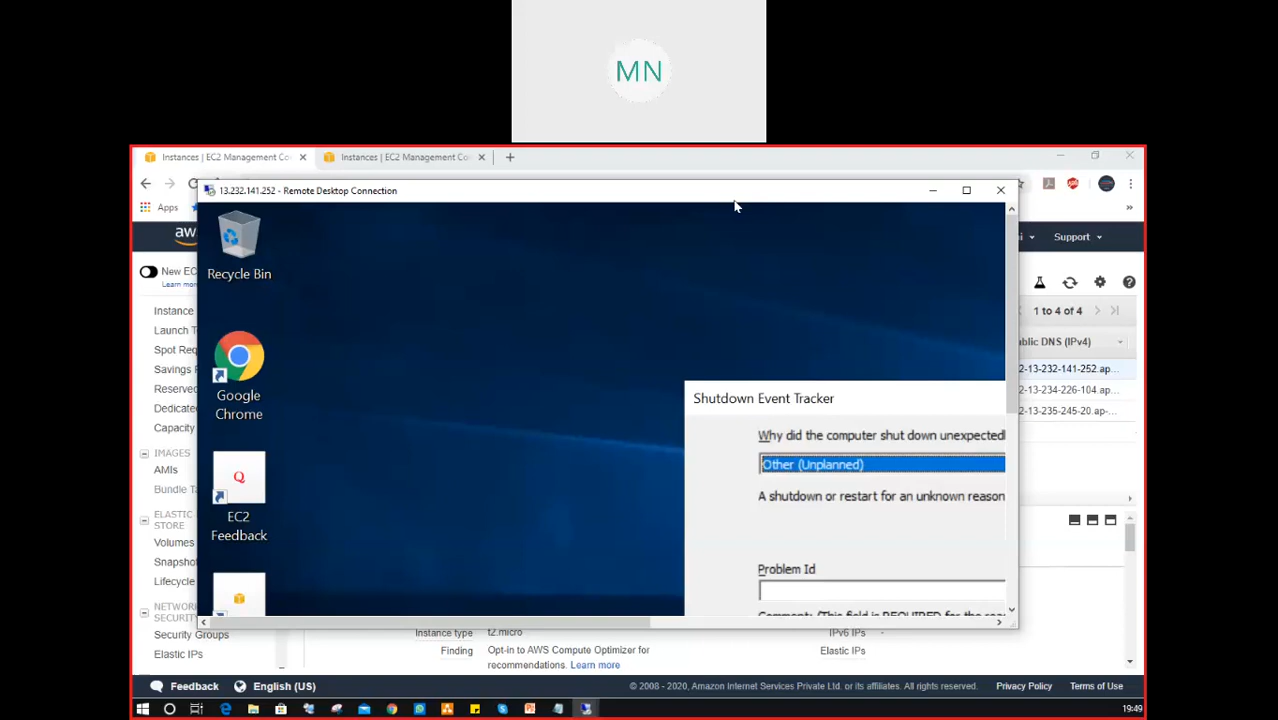 MN
Instances | EC2 Management Co
Instances | EC2 Management Co
13.232.141.252 - Remote Desktop Connection
Apps
aws
Support
New EC
Learn mor
Recycle Bin
Google
Chrome
EC2
Feedback
Instance
Launch T
Spot Req
Savings
Reserved
Dedicate
Capacity
IMAGES
AMIs
Bundle Ta
ELASTIC
STORE
Volumes
Snapshot
Lifecycle
NETWOR
SECURITY
Security Groups
Elastic IPs
1 to 4 of 4
ublic DNS (IPv4)
2-13-232-141-252.ap...
2-13-234-226-104.ap...
2-13-235-245-20.ap-...
Shutdown Event Tracker
Why did the computer shut down unexpected
Other (Unplanned)
A shutdown or restart for an unknown reason
Problem Id
Comment: (This field is REQUIRED for the rea
Instance type t2.micro
IPv6 IPs -
Finding Opt-in to AWS Compute Optimizer for
recommendations. Learn more
Elastic IPs
Feedback English (US)
© 2008 - 2020, Amazon Internet Services Private Ltd. or its affiliates. All rights reserved.
Privacy Policy Terms of Use
19:49